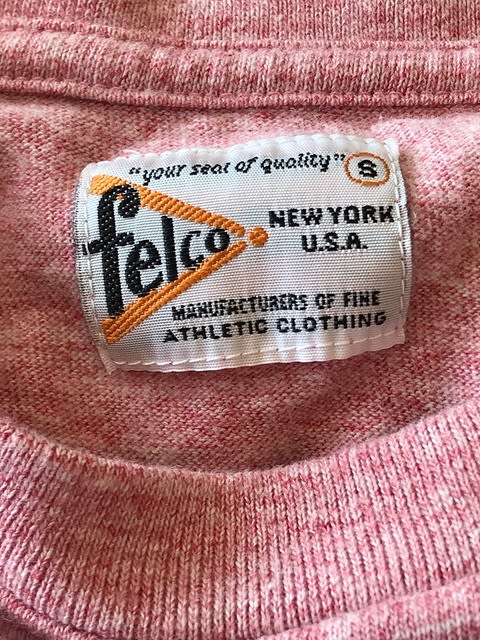 "your seal of quality" S
felco
NEW YORK
U.S.A.
MANUFACTURERS OF FINE
ATHLETIC CLOTHING